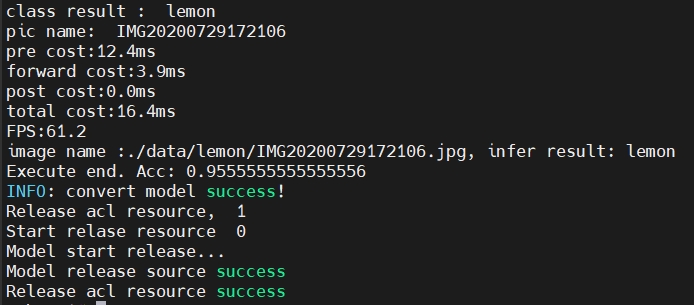 class result :  lemon
pic name:  IMG20200729172106
pre cost:12.4ms
forward cost:3.9ms
post cost:0.0ms
total cost:16.4ms
FPS:61.2
image name :./data/lemon/IMG20200729172106.jpg, infer result: lemon
Execute end. Acc: 0.9555555555555556
INFO: convert model success!
Release acl resource,  1
Start relase resource  0
Model start release...
Model release source success
Release acl resource success